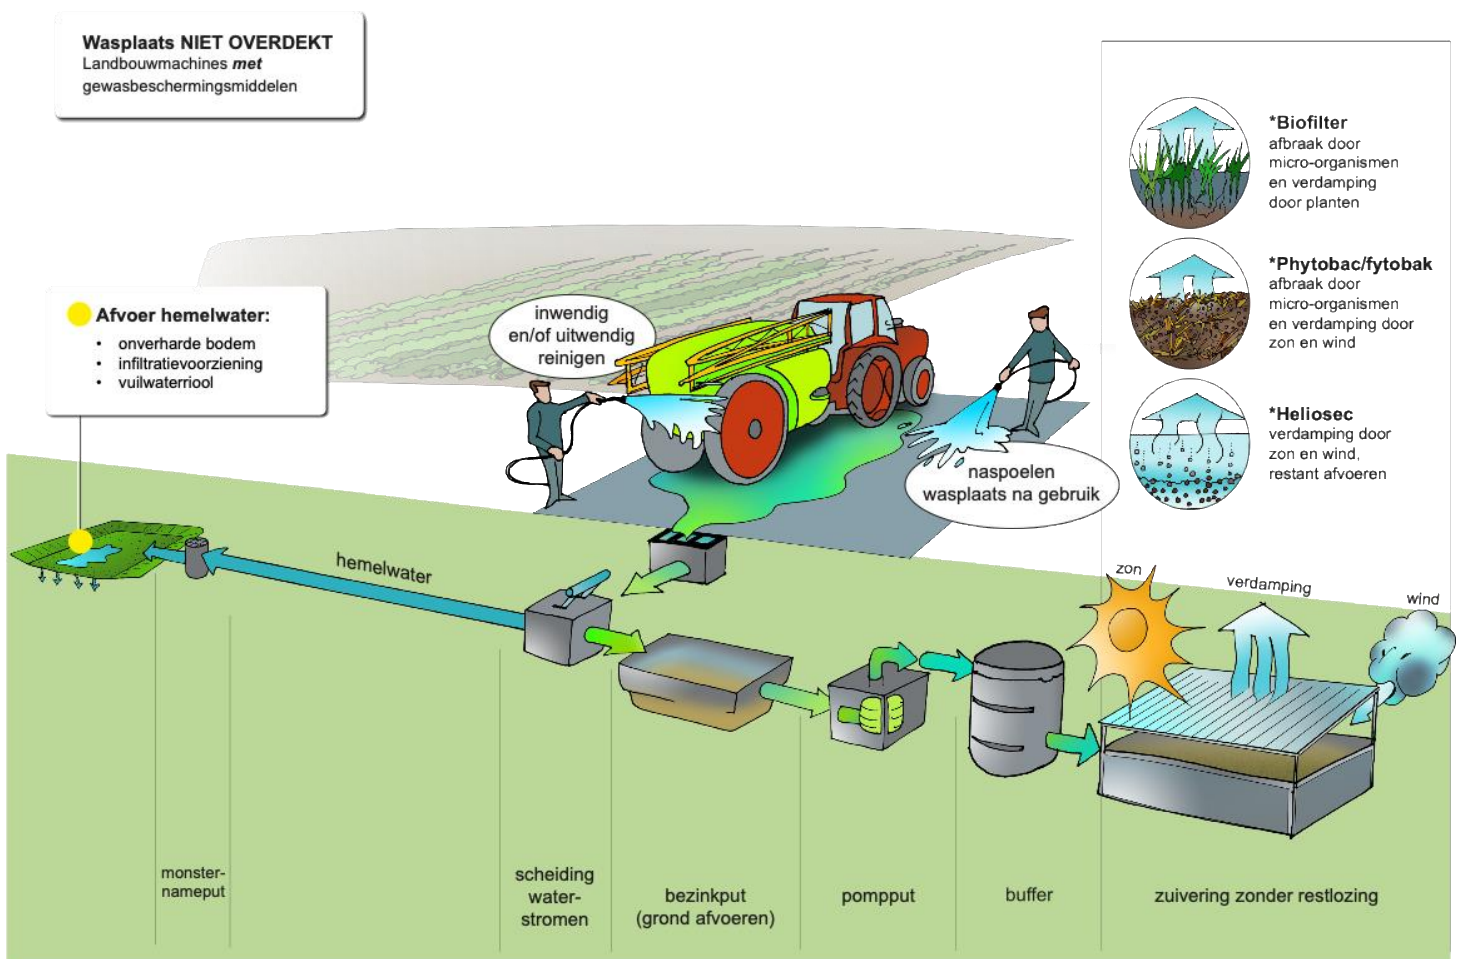 Wasplaats NIET OVERDEKT
Landbouwmachines met
gewasbeschermingsmiddelen
*Biofilter
afbraak door
micro-organismen
en verdamping
door planten
*Phytobac/fytobak
afbraak door
micro-organismen
en verdamping door
zon en wind
*Heliosec
verdamping door
zon en wind,
restant afvoeren
Afvoer hemelwater:
• onverharde bodem
• infiltratievoorziening
• vuilwaterriool
inwendig
en/of uitwendig
reinigen
naspoelen
wasplaats na gebruik
hemelwater
zon
verdamping
wind
monster-
nameput
scheiding
water-
stromen
bezinkput
(grond afvoeren)
pompput
buffer
zuivering zonder restlozing